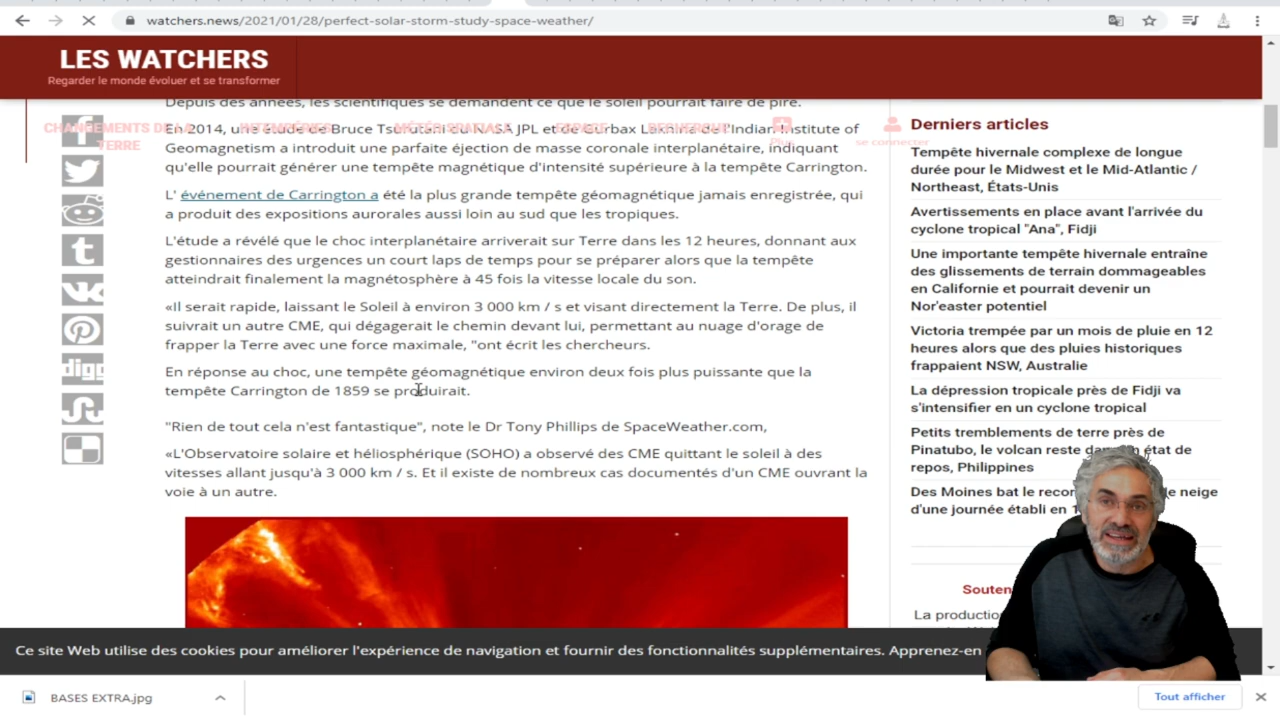 watchers.news/2021/01/28/perfect-solar-storm-study-space-weather/
LES WATCHERS
Regarder le monde évoluer et se transformer
CHANGEMENTS DE LA
TERRE
MÉTÉO SPATIALE
ESPACE
RECHERCHE
Plus
se connecter
Depuis des années, les scientifiques se demandent ce que le soleil pourrait faire de pire.
En 2014, une étude de Bruce Tsurutani du NASA JPL et de Gurbax Lakhina de l'Indian Institute of
Geomagnetism a introduit une parfaite éjection de masse coronale interplanétaire, indiquant
qu'elle pourrait générer une tempête magnétique d'intensité supérieure à la tempête Carrington.
L' événement de Carrington a été la plus grande tempête géomagnétique jamais enregistrée, qui
a produit des expositions aurorales aussi loin au sud que les tropiques.
L'étude a révélé que le choc interplanétaire arriverait sur Terre dans les 12 heures, donnant aux
gestionnaires des urgences un court laps de temps pour se préparer alors que la tempête
atteindrait finalement la magnétosphère à 45 fois la vitesse locale du son.
«Il serait rapide, laissant le Soleil à environ 3 000 km / s et visant directement la Terre. De plus, il
suivrait un autre CME, qui dégagerait le chemin devant lui, permettant au nuage d'orage de
frapper la Terre avec une force maximale, "ont écrit les chercheurs.
En réponse au choc, une tempête géomagnétique environ deux fois plus puissante que la
tempête Carrington de 1859 se produirait.
"Rien de tout cela n'est fantastique", note le Dr Tony Phillips de SpaceWeather.com,
«L'Observatoire solaire et héliosphérique (SOHO) a observé des CME quittant le soleil à des
vitesses allant jusqu'à 3 000 km / s. Et il existe de nombreux cas documentés d'un CME ouvrant la
voie à un autre.
digg
Derniers articles
Tempête hivernale complexe de longue
durée pour le Midwest et le Mid-Atlantic /
Northeast, États-Unis
Avertissements en place avant l'arrivée du
cyclone tropical "Ana", Fidji
Une importante tempête hivernale entraîne
des glissements de terrain dommageables
en Californie et pourrait devenir un
Nor'easter potentiel
Victoria trempée par un mois de pluie en 12
heures alors que des pluies historiques
frappaient NSW, Australie
La dépression tropicale près de Fidji va
s'intensifier en un cyclone tropical
Petits tremblements de terre près de
Pinatubo, le volcan reste dans un état de
repos, Philippines
Des Moines bat le de neige
d'une journée établi en
La
Ce site Web utilise des cookies pour améliorer l'expérience de navigation et fournir des fonctionnalités supplémentaires. Apprenez-en
BASES EXTRA.jpg
Tout afficher